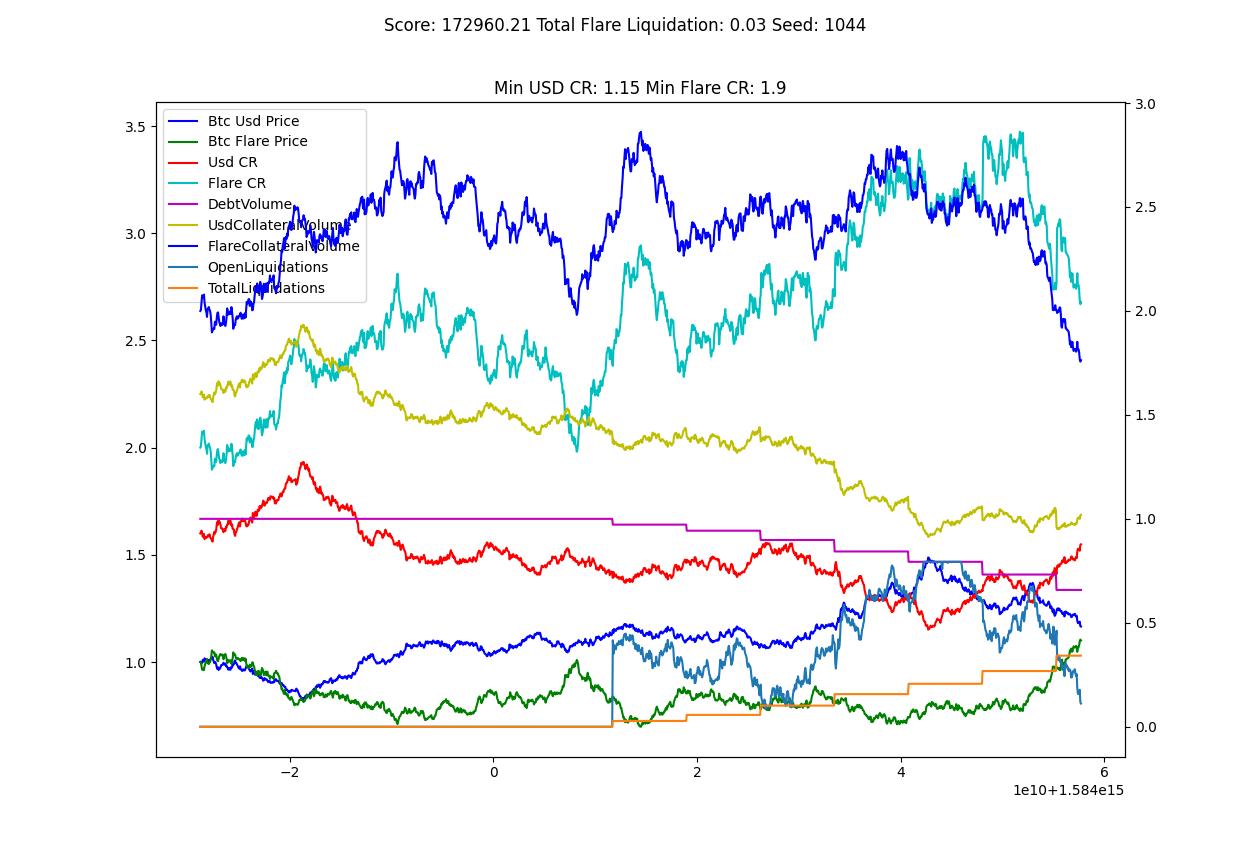 Score: 172960.21 Total Flare Liquidation: 0.03 Seed: 1044
Min USD CR: 1.15 Min Flare CR: 1.9
Btc Usd Price
Btc Flare Price
Usd CR
Flare CR
DebtVolume
UsdCollateralVolume
FlareCollateralVolume
OpenLiquidations
TotalLiquidations
3.5
3.0
2.5
2.0
1.5
1.0
3.0
2.5
2.0
1.5
1.0
0.5
0.0
−2 0 2 4 6
1e10+1.584e15